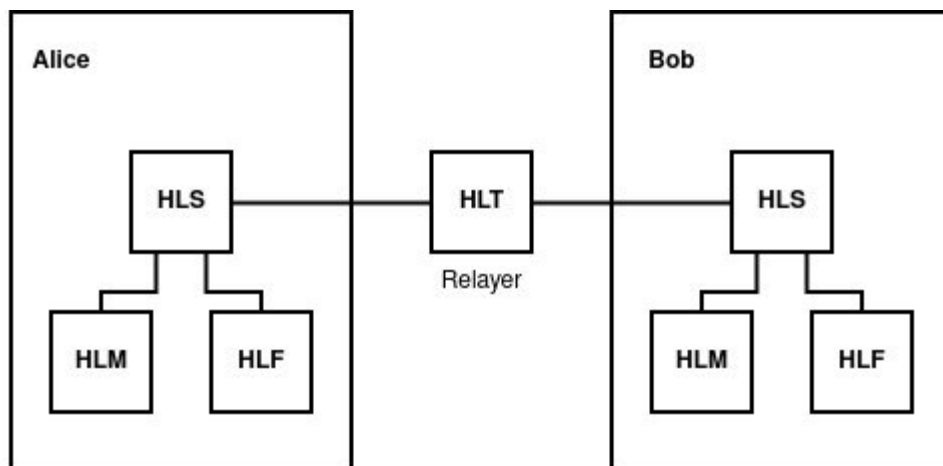 Alice
Bob
HLS
HLT
HLS
Relayer
HLM
HLF
HLM
HLF